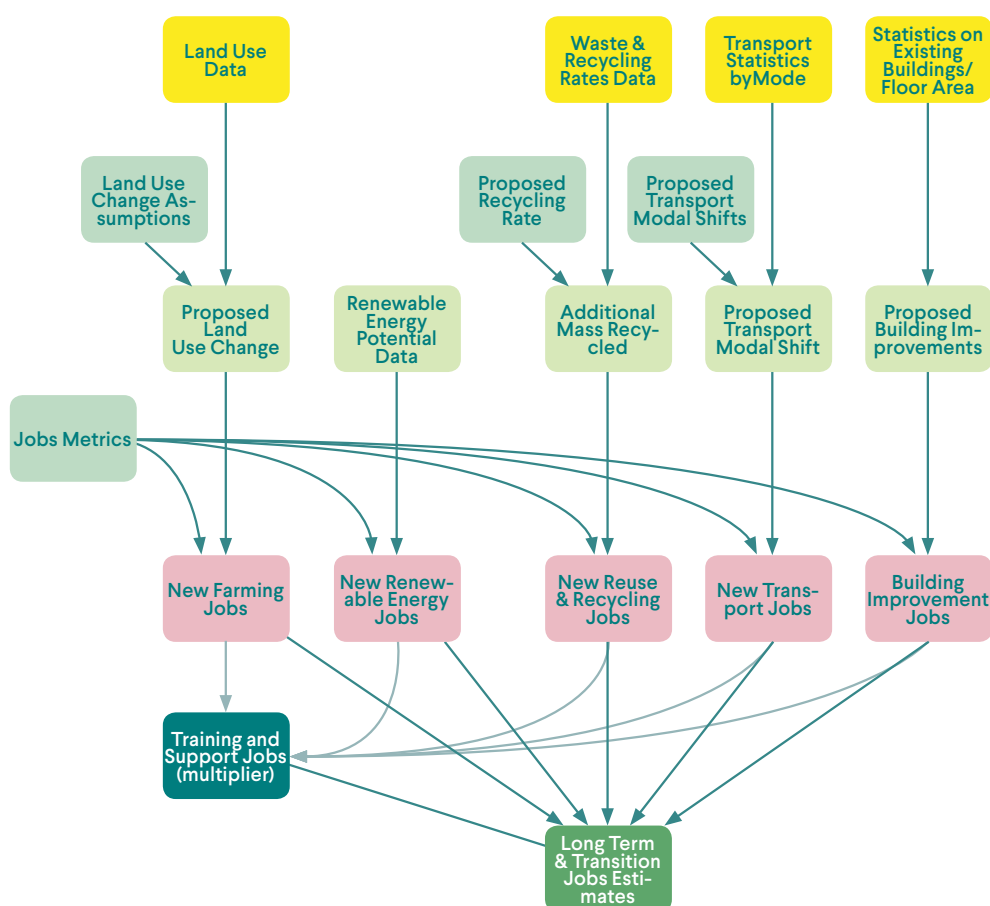 Land Use
Data
Waste &
Recycling
Rates Data
Transport
Statistics
byMode
Statistics on
Existing
Buildings/
Floor Area
Land Use
Change As-
sumptions
Proposed
Recycling
Rate
Proposed
Transport
Modal Shifts
Proposed
Land
Use Change
Renewable
Energy
Potential
Data
Additional
Mass Recy-
cled
Proposed
Transport
Modal Shift
Proposed
Building Im-
provements
Jobs Metrics
New Farming
Jobs
New Renew-
able Energy
Jobs
New Reuse
& Recycling
Jobs
New Trans-
port Jobs
Building
Improvement
Jobs
Training and
Support Jobs
(multiplier)
Long Term
& Transition
Jobs Esti-
mates